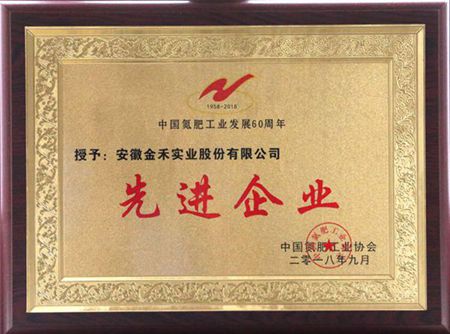 1958-2018
中国氮肥工业发展60周年
授予：安徽金禾实业股份有限公司
先进企业
中国氮肥工业协会
二零一八年九月